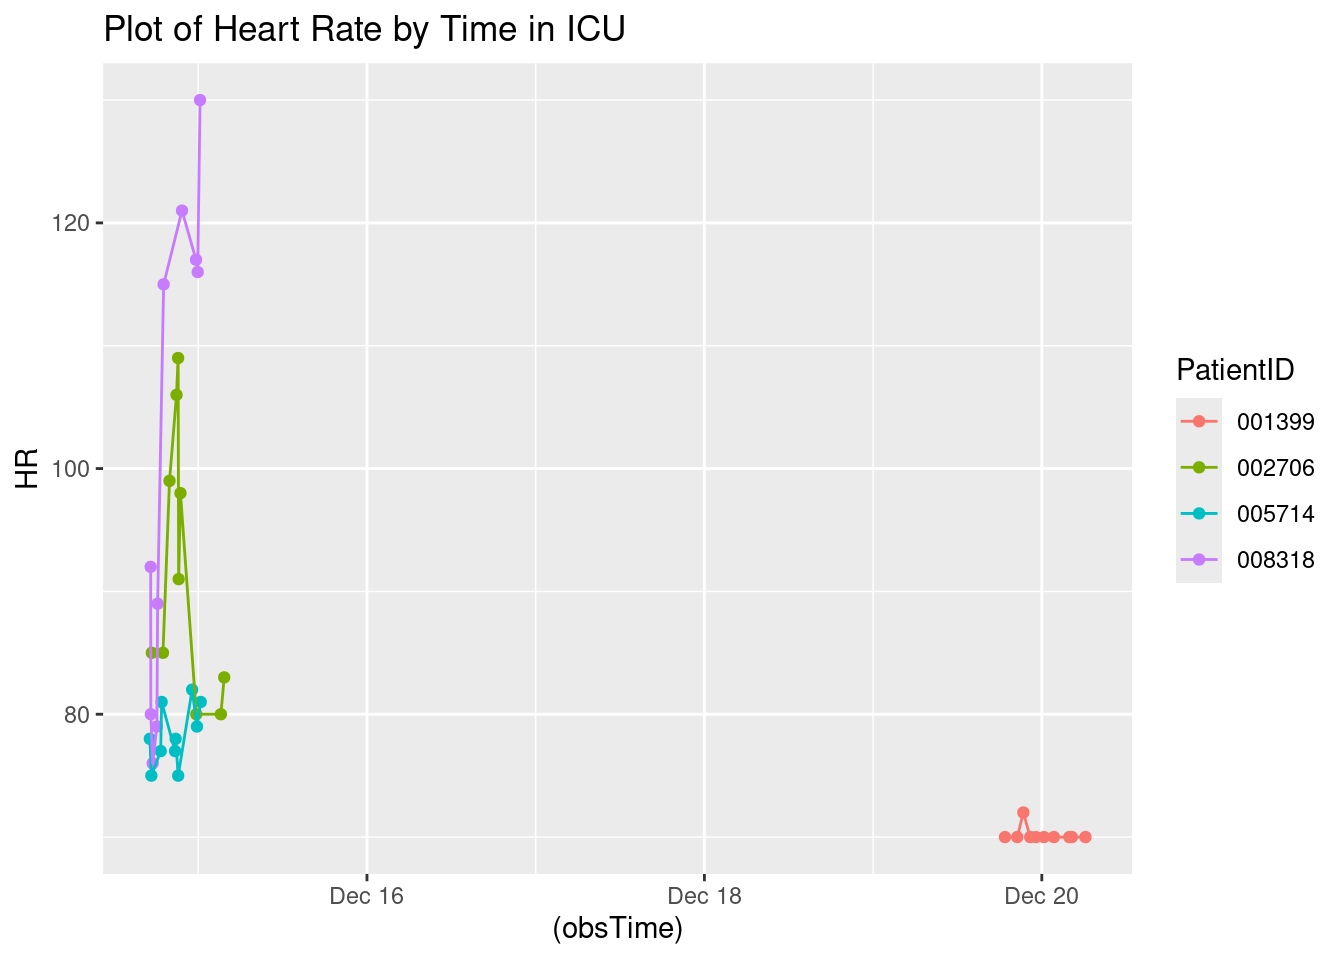 Plot of Heart Rate by Time in ICU
120
100
80
HR
Dec 16
Dec 18
Dec 20
(obsTime)
PatientID
001399
002706
005714
008318